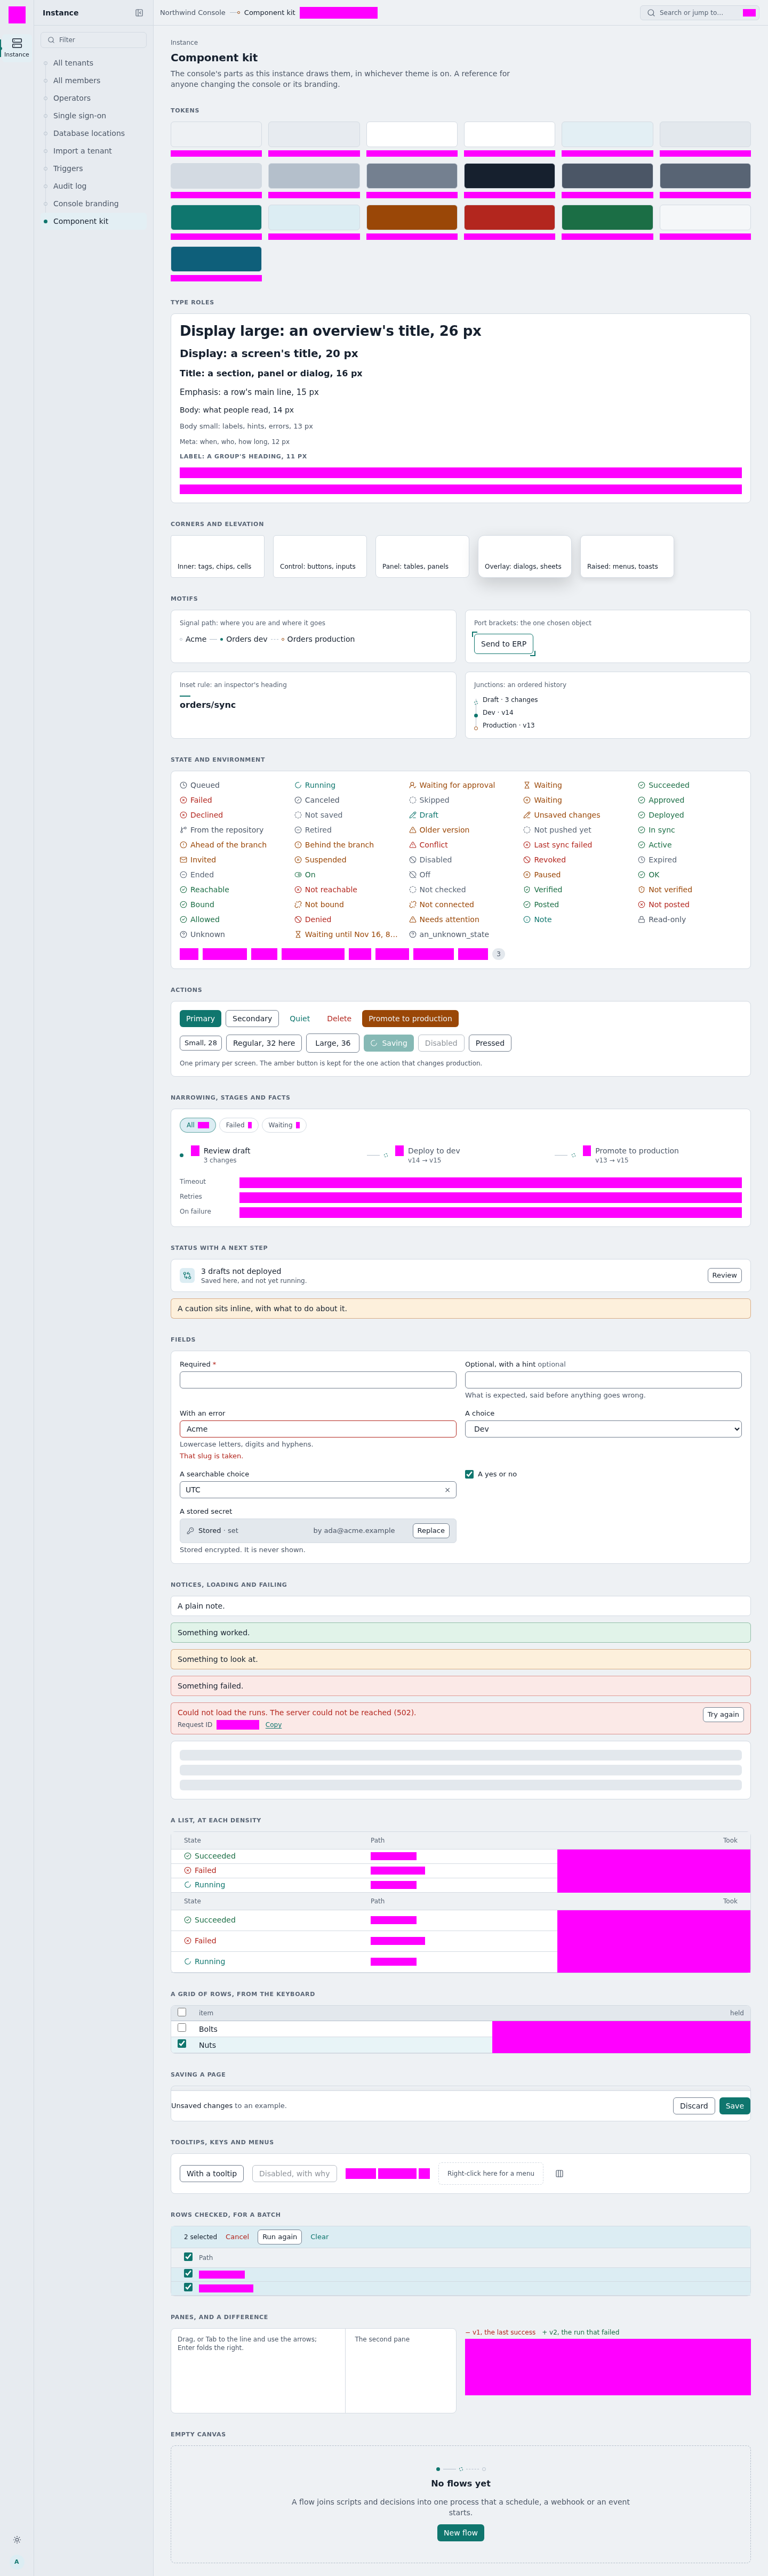 Instance
Northwind Console
Component kit
Search or jump to...
Instance
Filter
All tenants
All members
Operators
Single sign-on
Database locations
Import a tenant
Triggers
Audit log
Console branding
Component kit
A
Instance
Component kit
The console's parts as this instance draws them, in whichever theme is on. A reference for
anyone changing the console or its branding.
TOKENS
TYPE ROLES
Display large: an overview's title, 26 px
Display: a screen's title, 20 px
Title: a section, panel or dialog, 16 px
Emphasis: a row's main line, 15 px
Body: what people read, 14 px
Body small: labels, hints, errors, 13 px
Meta: when, who, how long, 12 px
LABEL: A GROUP'S HEADING, 11 PX
CORNERS AND ELEVATION
Inner: tags, chips, cells
Control: buttons, inputs
Panel: tables, panels
Overlay: dialogs, sheets
Raised: menus, toasts
MOTIFS
Signal path: where you are and where it goes
Acme
Orders dev
Orders production
Port brackets: the one chosen object
Send to ERP
Inset rule: an inspector's heading
orders/sync
Junctions: an ordered history
Draft · 3 changes
Dev · v14
Production · v13
STATE AND ENVIRONMENT
Queued
Running
Waiting for approval
Waiting
Succeeded
Failed
Canceled
Skipped
Waiting
Approved
Declined
Not saved
Draft
Unsaved changes
Deployed
From the repository
Retired
Older version
Not pushed yet
In sync
Ahead of the branch
Behind the branch
Conflict
Last sync failed
Active
Invited
Suspended
Disabled
Revoked
Expired
Ended
On
Off
Paused
OK
Reachable
Not reachable
Not checked
Verified
Not verified
Bound
Not bound
Not connected
Posted
Not posted
Allowed
Denied
Needs attention
Note
Read-only
Unknown
Waiting until Nov 16, 8...
an_unknown_state
3
ACTIONS
Primary
Secondary
Quiet
Delete
Promote to production
Small, 28
Regular, 32 here
Large, 36
Saving
Disabled
Pressed
One primary per screen. The amber button is kept for the one action that changes production.
NARROWING, STAGES AND FACTS
All
Failed
Waiting
Review draft
3 changes
Deploy to dev
v14 → v15
Promote to production
v13 → v15
Timeout
Retries
On failure
STATUS WITH A NEXT STEP
3 drafts not deployed
Saved here, and not yet running.
Review
A caution sits inline, with what to do about it.
FIELDS
Required *
Optional, with a hint optional
What is expected, said before anything goes wrong.
With an error
Acme
Lowercase letters, digits and hyphens.
That slug is taken.
A choice
Dev
A searchable choice
UTC
A yes or no
A stored secret
Stored · set
by ada@acme.example
Replace
Stored encrypted. It is never shown.
NOTICES, LOADING AND FAILING
A plain note.
Something worked.
Something to look at.
Something failed.
Could not load the runs. The server could not be reached (502).
Request ID
Copy
Try again
A LIST, AT EACH DENSITY
State
Path
Took
Succeeded
Failed
Running
State
Path
Took
Succeeded
Failed
Running
A GRID OF ROWS, FROM THE KEYBOARD
item
held
Bolts
Nuts
SAVING A PAGE
Unsaved changes to an example.
Discard
Save
TOOLTIPS, KEYS AND MENUS
With a tooltip
Disabled, with why
Right-click here for a menu
ROWS CHECKED, FOR A BATCH
2 selected
Cancel
Run again
Clear
Path
PANES, AND A DIFFERENCE
Drag, or Tab to the line and use the arrows;
Enter folds the right.
The second pane
− v1, the last success
+ v2, the run that failed
EMPTY CANVAS
No flows yet
A flow joins scripts and decisions into one process that a schedule, a webhook or an event
starts.
New flow